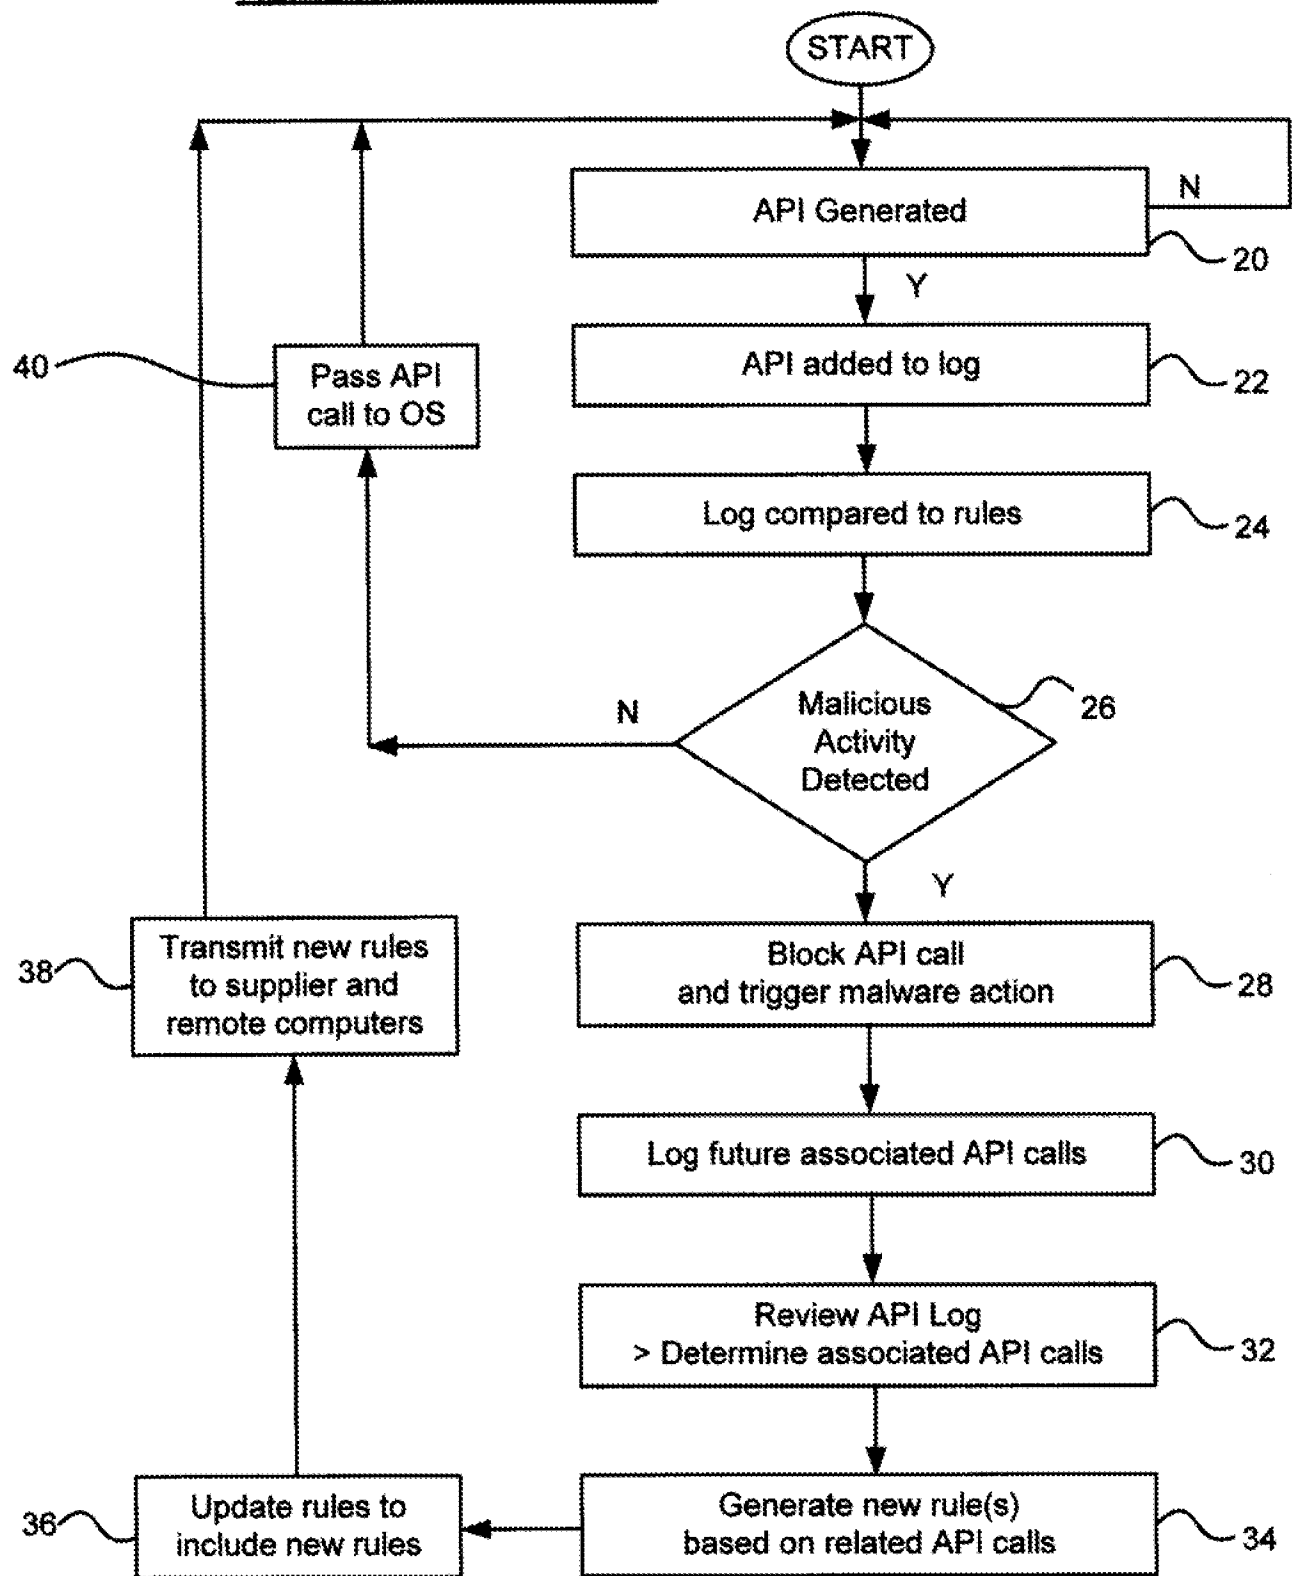 START
API Generated
N
20
Y
API added to log
22
40
Pass API
call to OS
Log compared to rules
24
Malicious
Activity
Detected
26
N
Y
Block API call
and trigger malware action
28
38
Transmit new rules
to supplier and
remote computers
Log future associated API calls
30
Review API Log
> Determine associated API calls
32
Generate new rule(s)
based on related API calls
34
36
Update rules to
include new rules